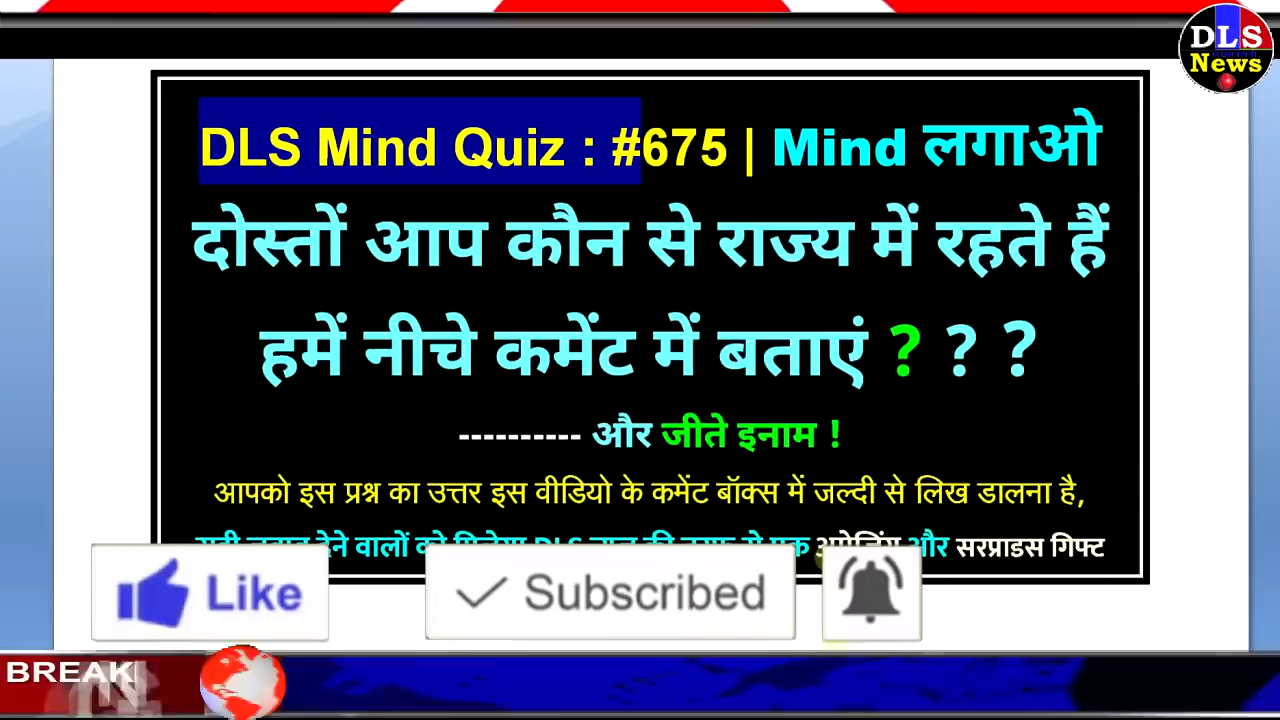 DLS
News
DLS Mind Quiz : #675 | Mind लगाओ
दोस्तों आप कौन से राज्य में रहते हैं
हमें नीचे कमेंट में बताएं ? ? ?
---------- और जीते इनाम !
आपको इस प्रश्न का उत्तर इस वीडियो के कमेंट बॉक्स में जल्दी से लिख डालना है,
देने वालों को और सरप्राइस गिफ्ट
Like
Subscribed
BREAK